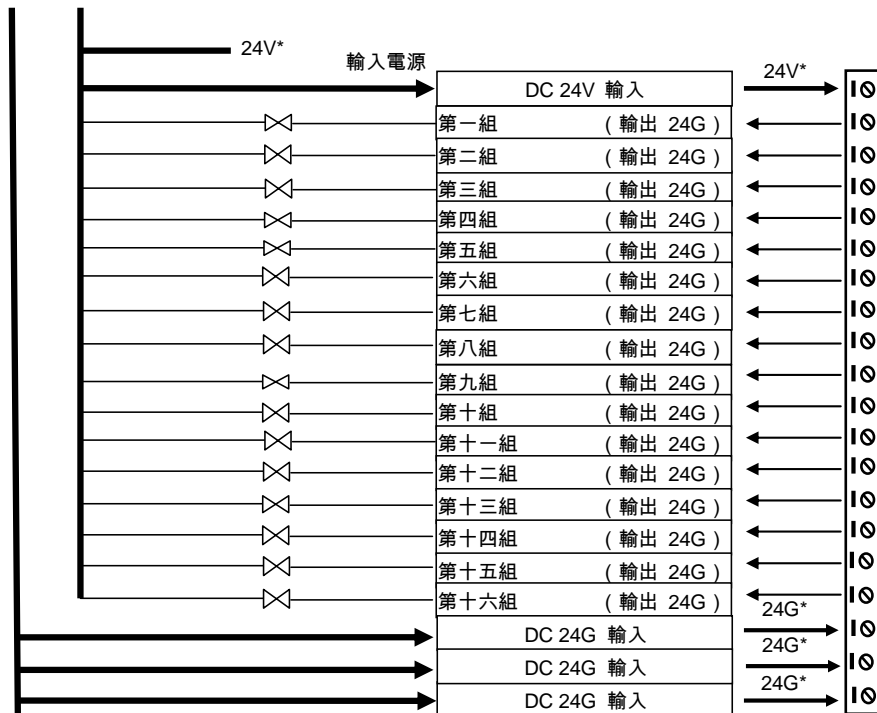 24V*
輸入電源
24V*
DC 24V 輸入
第一組 ( 輸出 24G )
第二組 ( 輸出 24G )
第三組 ( 輸出 24G )
第四組 ( 輸出 24G )
第五組 ( 輸出 24G )
第六組 ( 輸出 24G )
第七組 ( 輸出 24G )
第八組 ( 輸出 24G )
第九組 ( 輸出 24G )
第十組 ( 輸出 24G )
第十一組 ( 輸出 24G )
第十二組 ( 輸出 24G )
第十三組 ( 輸出 24G )
第十四組 ( 輸出 24G )
第十五組 ( 輸出 24G )
第十六組 ( 輸出 24G )
24G*
DC 24G 輸入
24G*
DC 24G 輸入
24G*
DC 24G 輸入